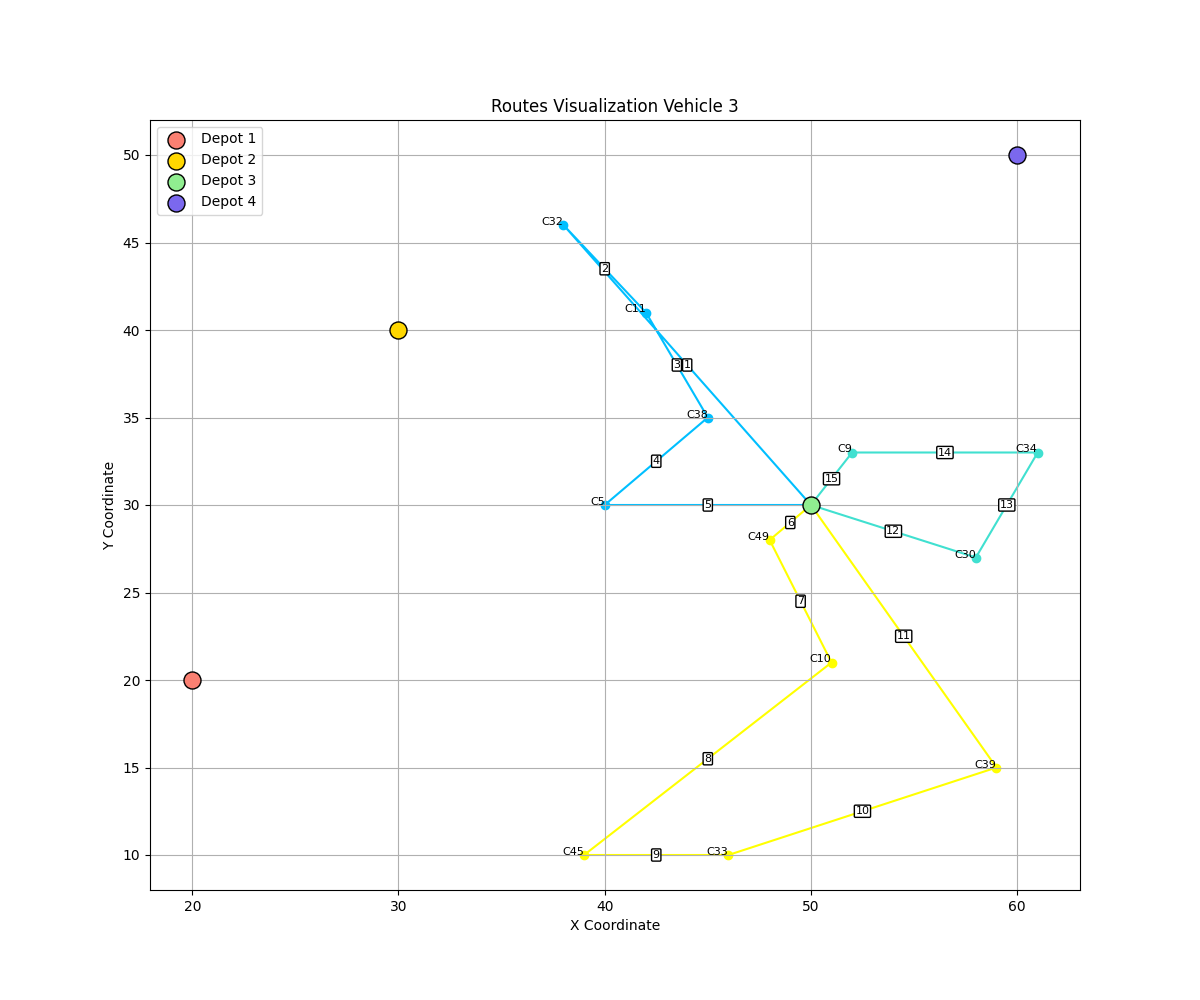 Routes Visualization Vehicle 3
Depot 1
Depot 2
Depot 3
Depot 4
50
45
40
35
30
25
20
15
10
Y Coordinate
C32
2
C11
3
1
C38
4
C5
5
C9
14
C34
15
13
12
C30
6
C49
7
C10
11
8
C39
10
C45
9
C33
20
30
40
50
60
X Coordinate